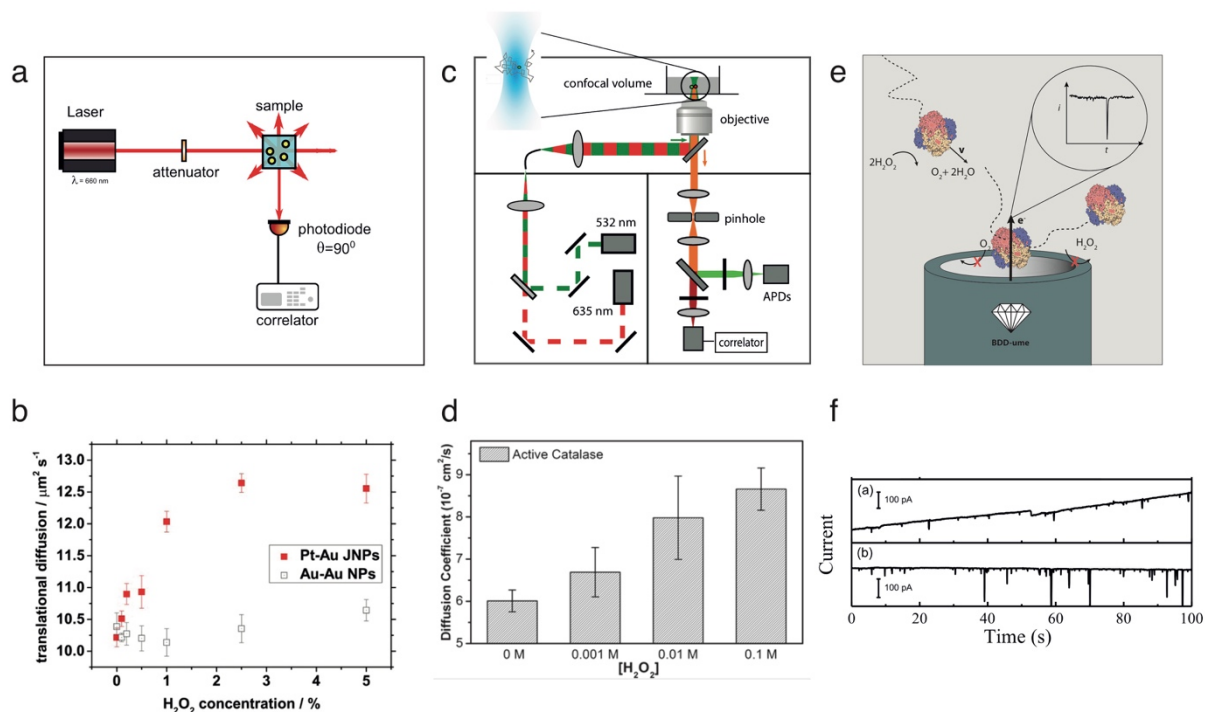 a
Laser
λ = 660 nm
attenuator
sample
photodiode
θ=90⁰
correlator
b
translational diffusion / μm² s⁻¹
13.0
12.5
12.0
11.5
11.0
10.5
10.0
Pt-Au JNPs
Au-Au NPs
0 1 2 3 4 5
H₂O₂ concentration / %
c
confocal volume
objective
pinhole
532 nm
635 nm
APDs
correlator
d
Diffusion Coefficient (10⁻⁷ cm²/s)
Active Catalase
9
8
7
6
5
0 M 0.001 M 0.01 M 0.1 M
[H₂O₂]
e
i
t
2H₂O₂
v
O₂ + 2H₂O
e⁻
O₂
X
H₂O₂
X
BDD-ume
f
Current
(a)
100 pA
(b)
100 pA
0 20 40 60 80 100
Time (s)